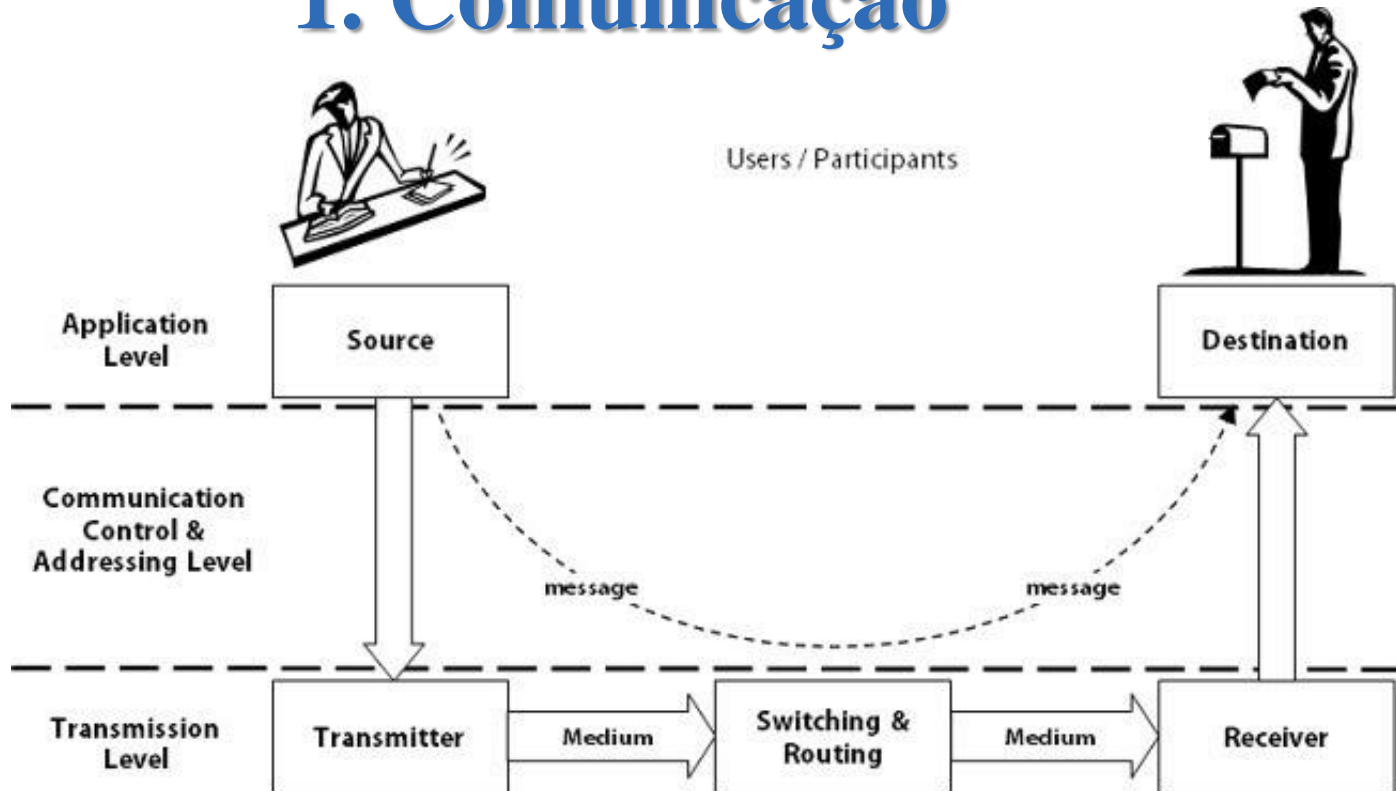 1. Comunicação
Users / Participants
Application
Level
Source
Destination
Communication
Control &
Addressing Level
message
message
Transmission
Level
Transmitter
Medium
Switching &
Routing
Medium
Receiver